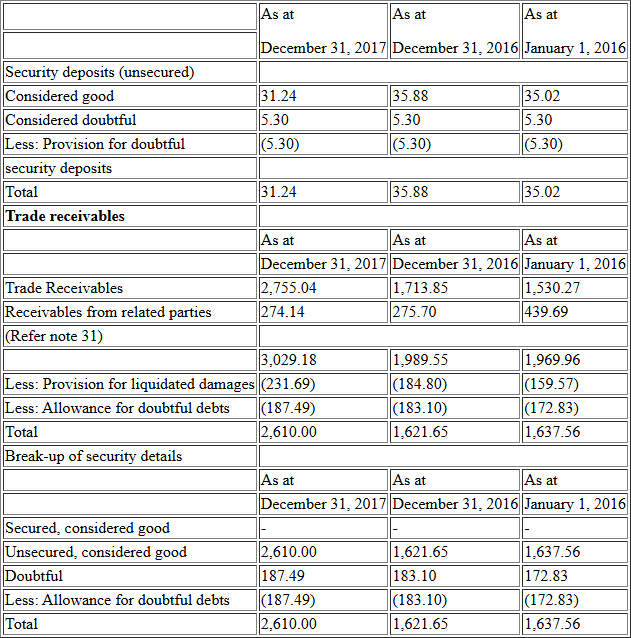 As at As at As at
December 31, 2017 December 31, 2016 January 1, 2016
Security deposits (unsecured)
Considered good 31.24 35.88 35.02
Considered doubtful 5.30 5.30 5.30
Less: Provision for doubtful (5.30) (5.30) (5.30)
security deposits
Total 31.24 35.88 35.02
Trade receivables
As at As at As at
December 31, 2017 December 31, 2016 January 1, 2016
Trade Receivables 2,755.04 1,713.85 1,530.27
Receivables from related parties 274.14 275.70 439.69
(Refer note 31)
3,029.18 1,989.55 1,969.96
Less: Provision for liquidated damages (231.69) (184.80) (159.57)
Less: Allowance for doubtful debts (187.49) (183.10) (172.83)
Total 2,610.00 1,621.65 1,637.56
Break-up of security details
As at As at As at
December 31, 2017 December 31, 2016 January 1, 2016
Secured, considered good - - -
Unsecured, considered good 2,610.00 1,621.65 1,637.56
Doubtful 187.49 183.10 172.83
Less: Allowance for doubtful debts (187.49) (183.10) (172.83)
Total 2,610.00 1,621.65 1,637.56